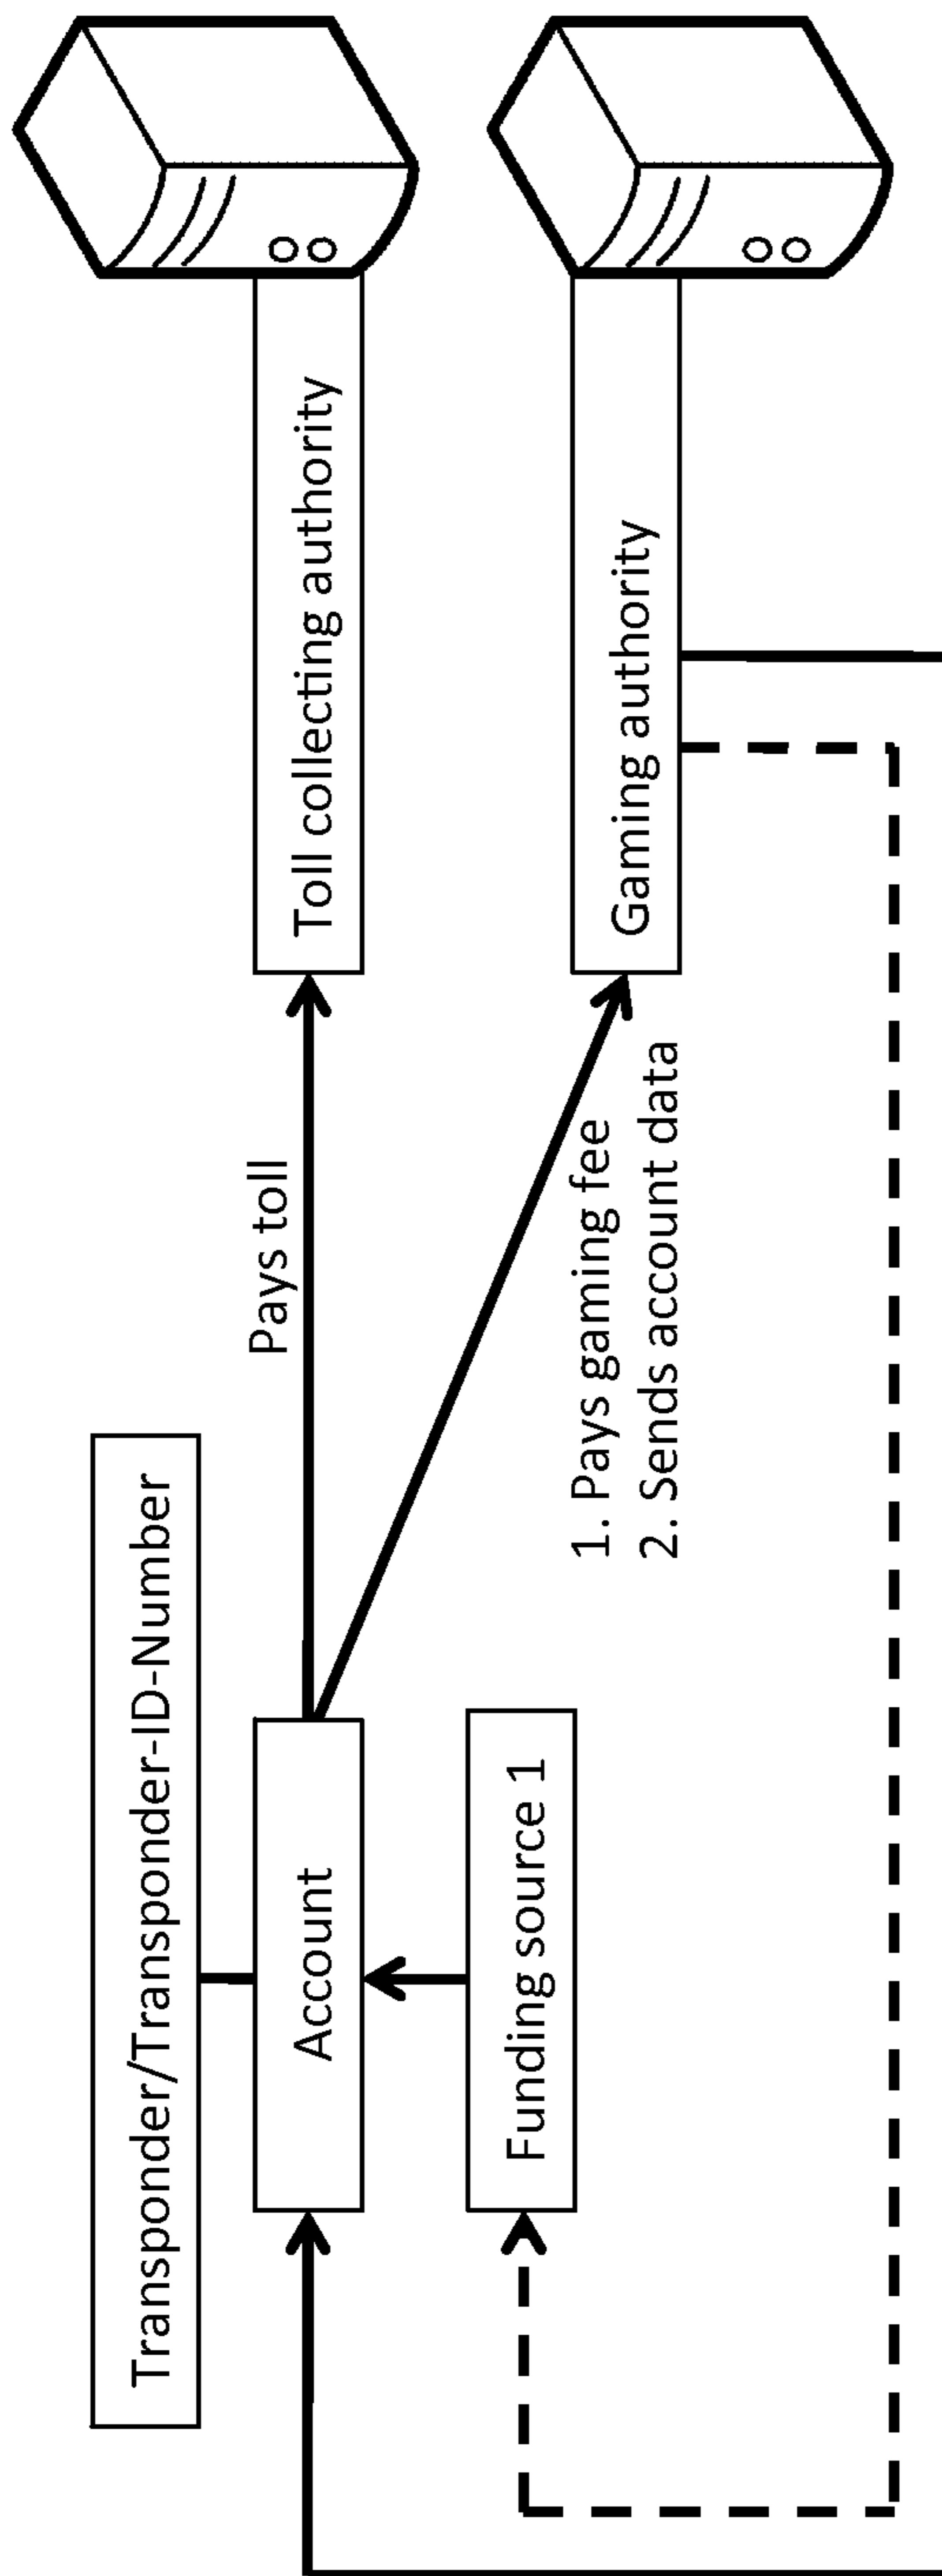 Transponder/Transponder-ID-Number
Account
Pays toll
Toll collecting authority
Funding source 1
1. Pays gaming fee
2. Sends account data
Gaming authority